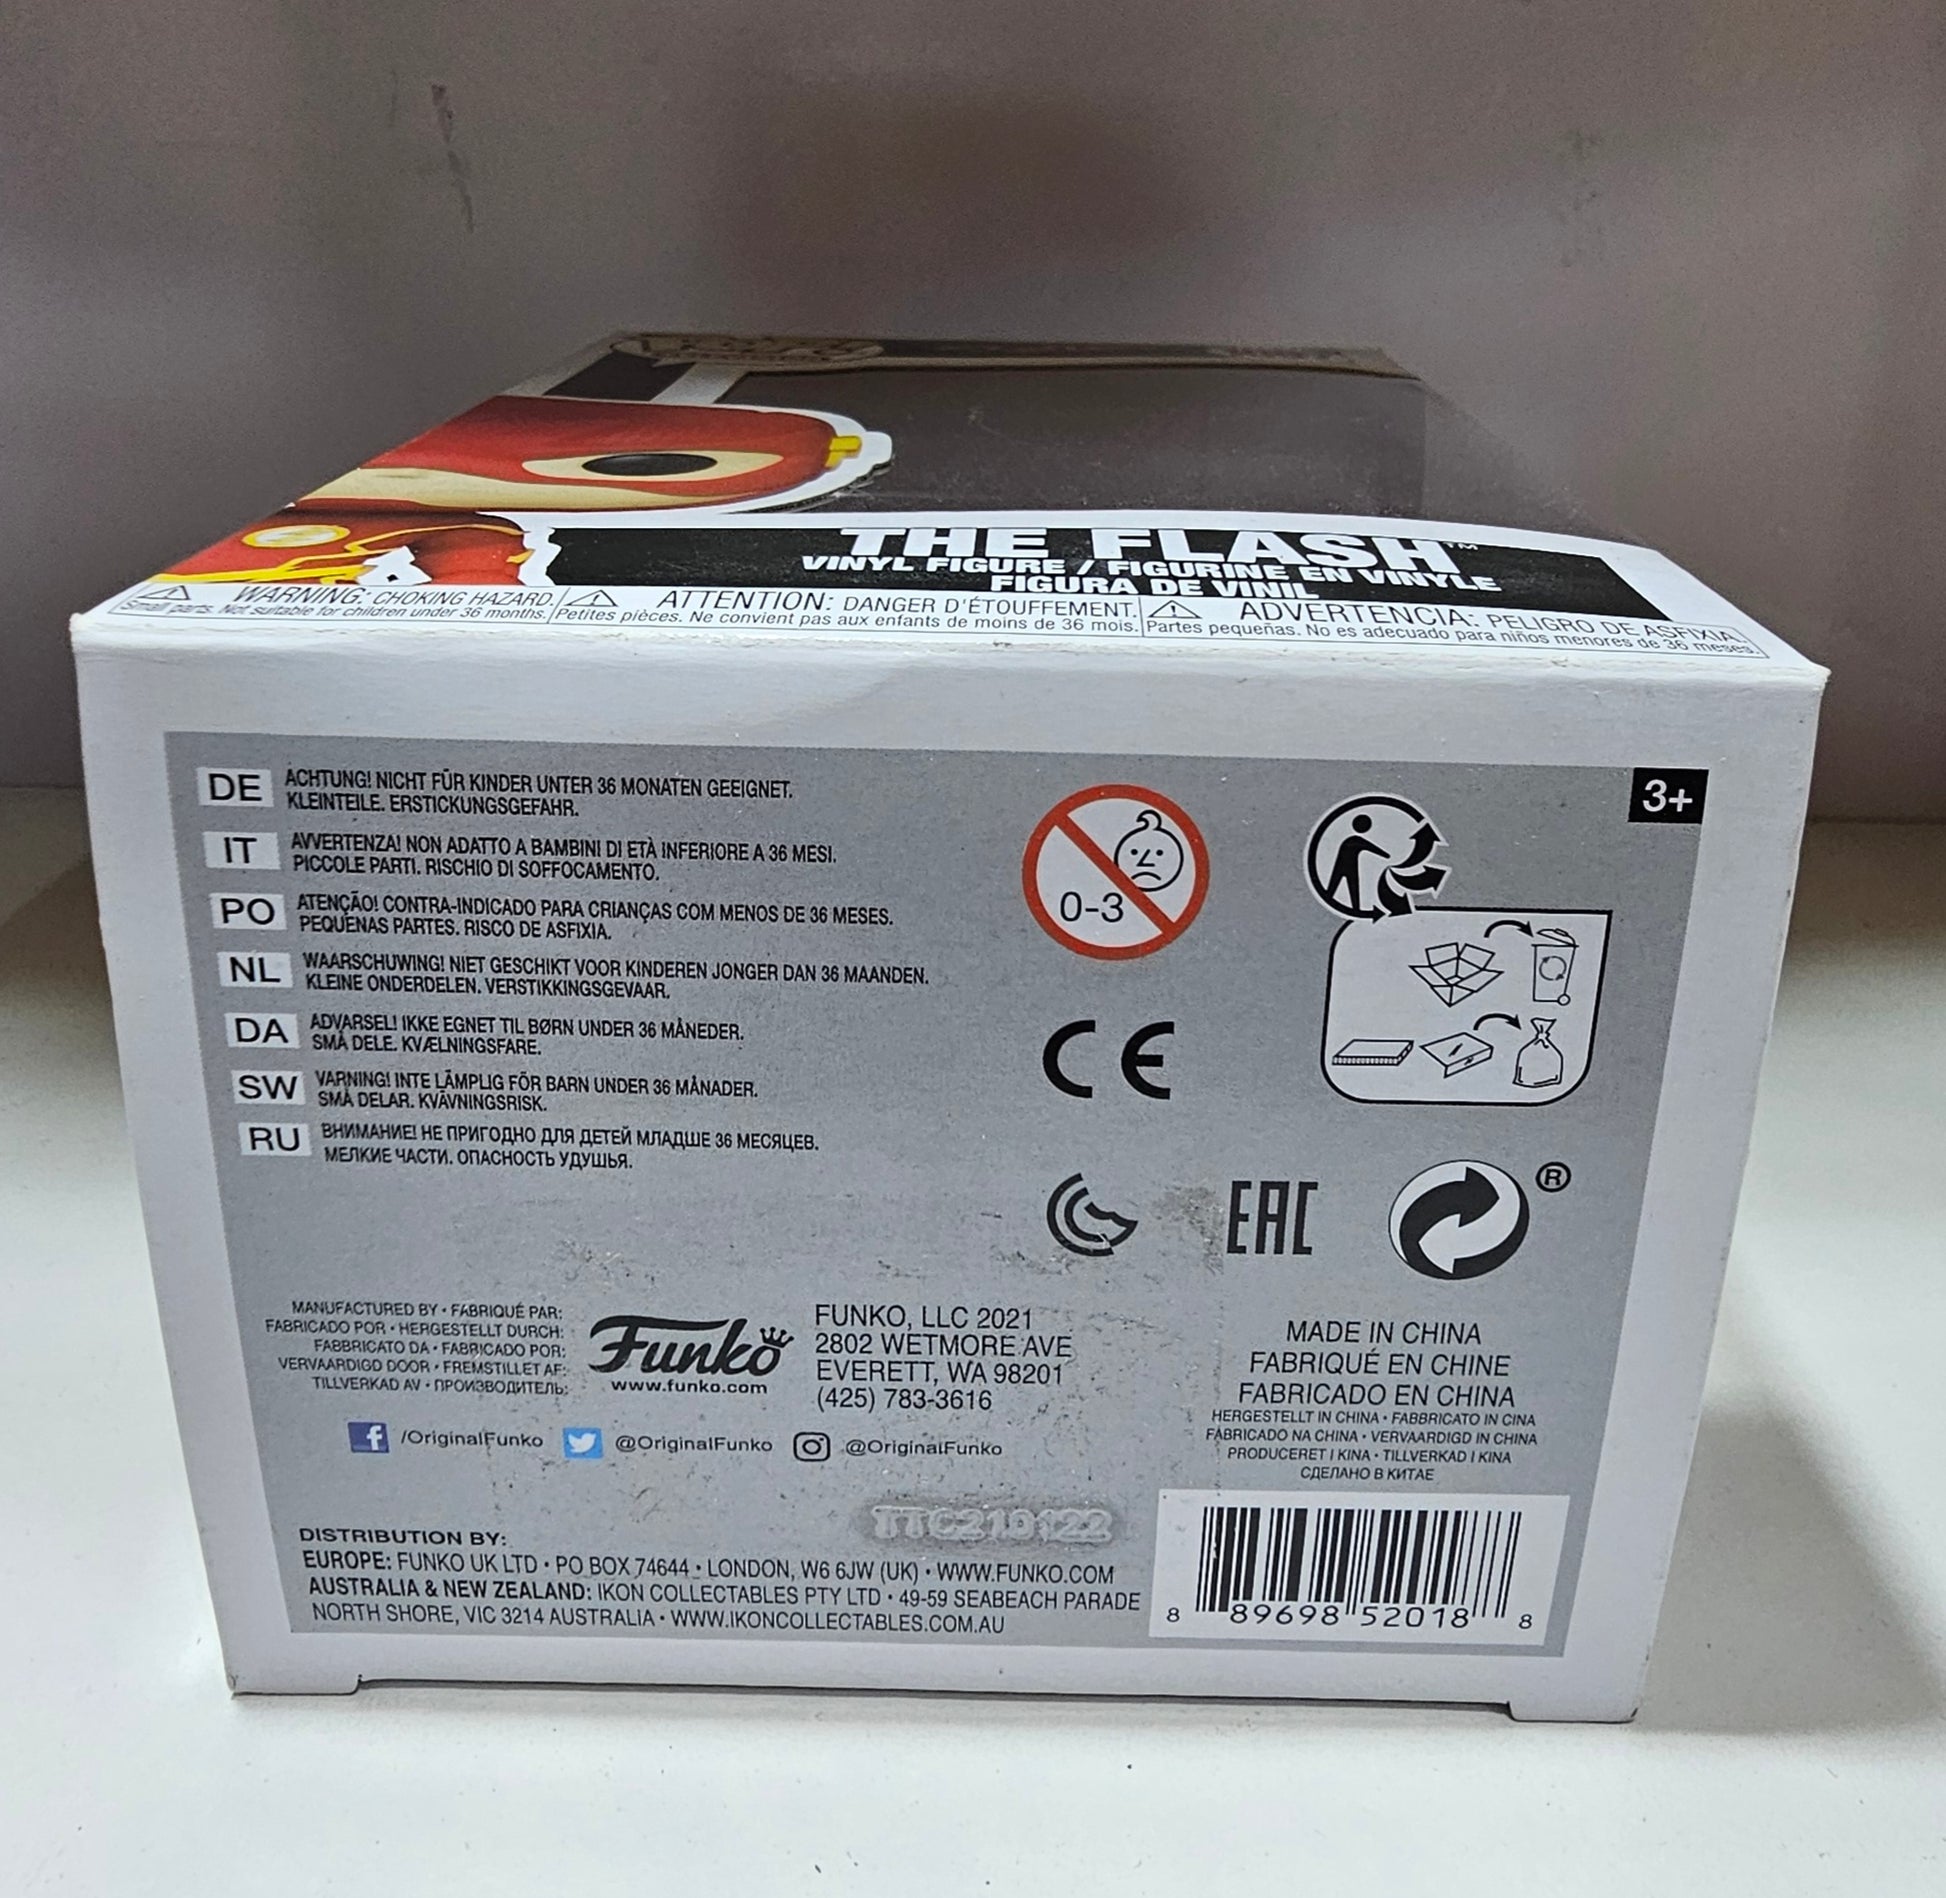 THE FLASH™
VINYL FIGURE / FIGURINE EN VINYLE
FIGURA DE VINIL
WARNING: CHOKING HAZARD.
Small parts. Not suitable for children under 36 months.
ATTENTION: DANGER D'ÉTOUFFEMENT.
Petites pièces. Ne convient pas aux enfants de moins de 36 mois.
ADVERTENCIA: PELIGRO DE ASFIXIA.
Partes pequeñas. No es adecuado para niños menores de 36 meses.
DE ACHTUNG! NICHT FÜR KINDER UNTER 36 MONATEN GEEIGNET.
KLEINTEILE. ERSTICKUNGSGEFAHR.
IT AVVERTENZA! NON ADATTO A BAMBINI DI ETÀ INFERIORE A 36 MESI.
PICCOLE PARTI. RISCHIO DI SOFFOCAMENTO.
PO ATENÇÃO! CONTRA-INDICADO PARA CRIANÇAS COM MENOS DE 36 MESES.
PEQUENAS PARTES. RISCO DE ASFIXIA.
NL WAARSCHUWING! NIET GESCHIKT VOOR KINDEREN JONGER DAN 36 MAANDEN.
KLEINE ONDERDELEN. VERSTIKKINGSGEVAAR.
DA ADVARSEL! IKKE EGNET TIL BØRN UNDER 36 MÅNEDER.
SMÅ DELE. KVÆLNINGSFARE.
SW VARNING! INTE LÄMPLIG FÖR BARN UNDER 36 MÅNADER.
SMÅ DELAR. KVÄVNINGSRISK.
RU ВНИМАНИЕ! НЕ ПРИГОДНО ДЛЯ ДЕТЕЙ МЛАДШЕ 36 МЕСЯЦЕВ.
МЕЛКИЕ ЧАСТИ. ОПАСНОСТЬ УДУШЬЯ.
0-3
3+
CE
EAC
®
MANUFACTURED BY • FABRIQUÉ PAR:
FABRICADO POR • HERGESTELLT DURCH:
FABBRICATO DA • FABRICADO POR:
VERVAARDIGD DOOR • FREMSTILLET AF:
TILLVERKAD AV • ПРОИЗВОДИТЕЛЬ:
Funko
www.funko.com
FUNKO, LLC 2021
2802 WETMORE AVE
EVERETT, WA 98201
(425) 783-3616
/OriginalFunko @OriginalFunko @OriginalFunko
MADE IN CHINA
FABRIQUÉ EN CHINE
FABRICADO EN CHINA
HERGESTELLT IN CHINA • FABBRICATO IN CINA
FABRICADO NA CHINA • VERVAARDIGD IN CHINA
PRODUCERET I KINA • TILLVERKAD I KINA
СДЕЛАНО В КИТАЕ
TTC210122
DISTRIBUTION BY:
EUROPE: FUNKO UK LTD • PO BOX 74644 • LONDON, W6 6JW (UK) • WWW.FUNKO.COM
AUSTRALIA & NEW ZEALAND: IKON COLLECTABLES PTY LTD • 49-59 SEABEACH PARADE
NORTH SHORE, VIC 3214 AUSTRALIA • WWW.IKONCOLLECTABLES.COM.AU
8 89698 52018 8